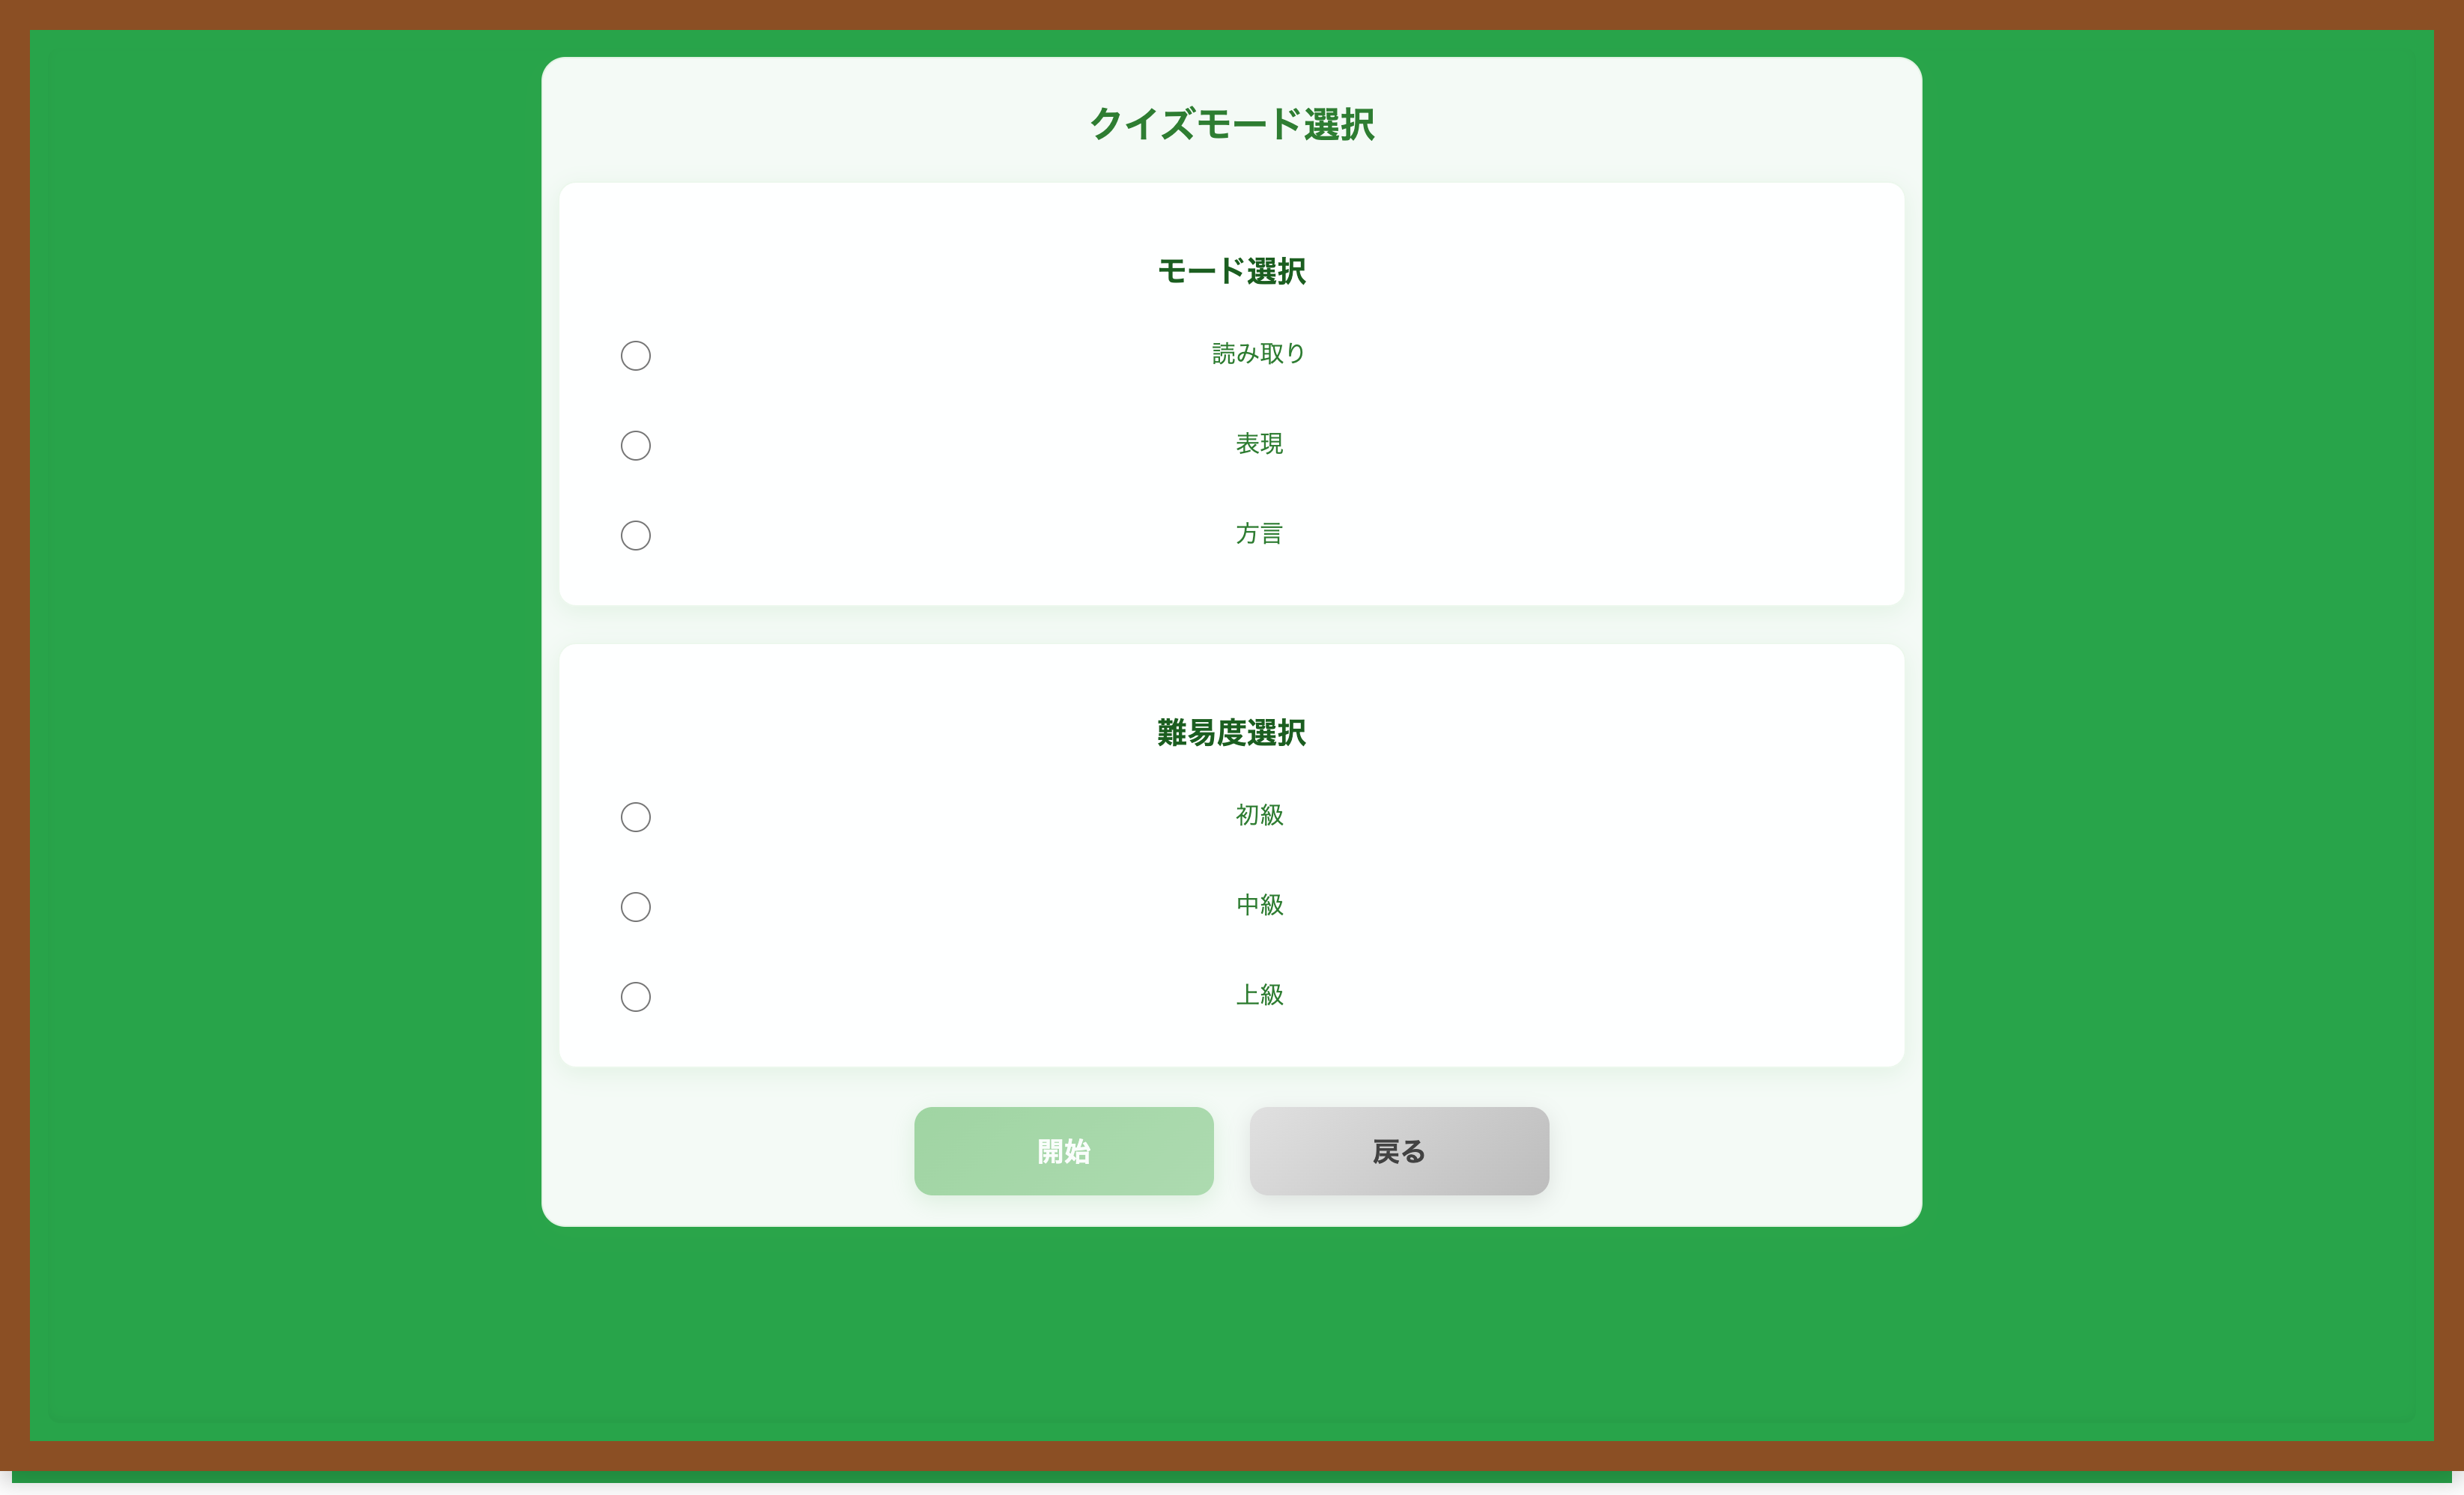 クイズモード選択
モード選択
読み取り
表現
方言
難易度選択
初級
中級
上級
開始
戻る